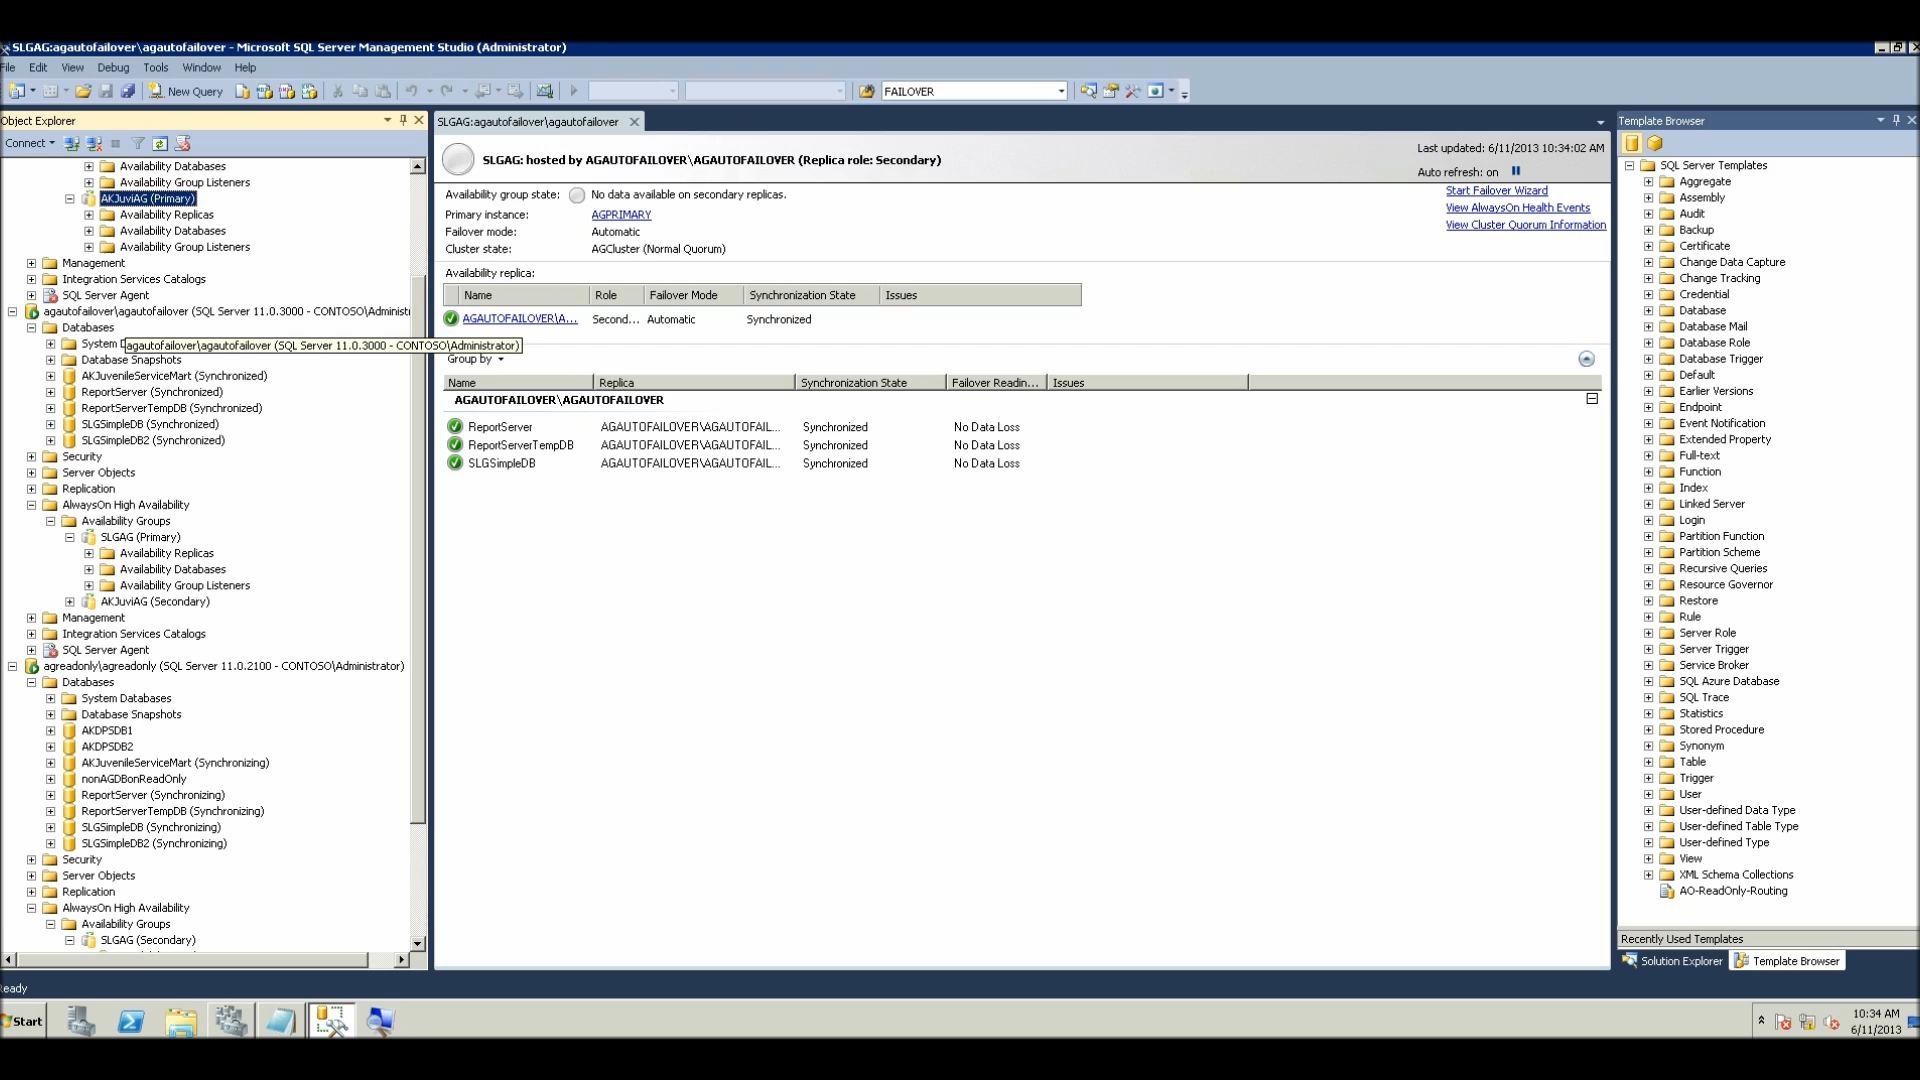 SLGAG:agautofailover\agautofailover - Microsoft SQL Server Management Studio (Administrator)
File Edit View Debug Tools Window Help
New Query
FAILOVER
Object Explorer
Connect
Availability Databases
Availability Group Listeners
AKJuviAG (Primary)
Availability Replicas
Availability Databases
Availability Group Listeners
Management
Integration Services Catalogs
SQL Server Agent
agautofailover\agautofailover (SQL Server 11.0.3000 - CONTOSO\Administ
Databases
System D
agautofailover\agautofailover (SQL Server 11.0.3000 - CONTOSO\Administrator)
Database Snapshots
AKJuvenileServiceMart (Synchronized)
ReportServer (Synchronized)
ReportServerTempDB (Synchronized)
SLGSimpleDB (Synchronized)
SLGSimpleDB2 (Synchronized)
Security
Server Objects
Replication
AlwaysOn High Availability
Availability Groups
SLGAG (Primary)
Availability Replicas
Availability Databases
Availability Group Listeners
AKJuviAG (Secondary)
Management
Integration Services Catalogs
SQL Server Agent
agreadonly\agreadonly (SQL Server 11.0.2100 - CONTOSO\Administrator)
Databases
System Databases
Database Snapshots
AKDPSDB1
AKDPSDB2
AKJuvenileServiceMart (Synchronizing)
nonAGDBonReadOnly
ReportServer (Synchronizing)
ReportServerTempDB (Synchronizing)
SLGSimpleDB (Synchronizing)
SLGSimpleDB2 (Synchronizing)
Security
Server Objects
Replication
AlwaysOn High Availability
Availability Groups
SLGAG (Secondary)
SLGAG:agautofailover\agautofailover
SLGAG: hosted by AGAUTOFAILOVER\AGAUTOFAILOVER (Replica role: Secondary)
Last updated: 6/11/2013 10:34:02 AM
Auto refresh: on
Availability group state: No data available on secondary replicas.
Primary instance: AGPRIMARY
Failover mode: Automatic
Cluster state: AGCluster (Normal Quorum)
Start Failover Wizard
View AlwaysOn Health Events
View Cluster Quorum Information
Availability replica:
Name Role Failover Mode Synchronization State Issues
AGAUTOFAILOVER\A... Second... Automatic Synchronized
Group by
Name Replica Synchronization State Failover Readin... Issues
AGAUTOFAILOVER\AGAUTOFAILOVER
ReportServer AGAUTOFAILOVER\AGAUTOFAIL... Synchronized No Data Loss
ReportServerTempDB AGAUTOFAILOVER\AGAUTOFAIL... Synchronized No Data Loss
SLGSimpleDB AGAUTOFAILOVER\AGAUTOFAIL... Synchronized No Data Loss
Template Browser
SQL Server Templates
Aggregate
Assembly
Audit
Backup
Certificate
Change Data Capture
Change Tracking
Credential
Database
Database Mail
Database Role
Database Trigger
Default
Earlier Versions
Endpoint
Event Notification
Extended Property
Full-text
Function
Index
Linked Server
Login
Partition Function
Partition Scheme
Recursive Queries
Resource Governor
Restore
Rule
Server Role
Server Trigger
Service Broker
SQL Azure Database
SQL Trace
Statistics
Stored Procedure
Synonym
Table
Trigger
User
User-defined Data Type
User-defined Table Type
User-defined Type
View
XML Schema Collections
AO-ReadOnly-Routing
Recently Used Templates
Solution Explorer Template Browser
Ready
Start
10:34 AM
6/11/2013